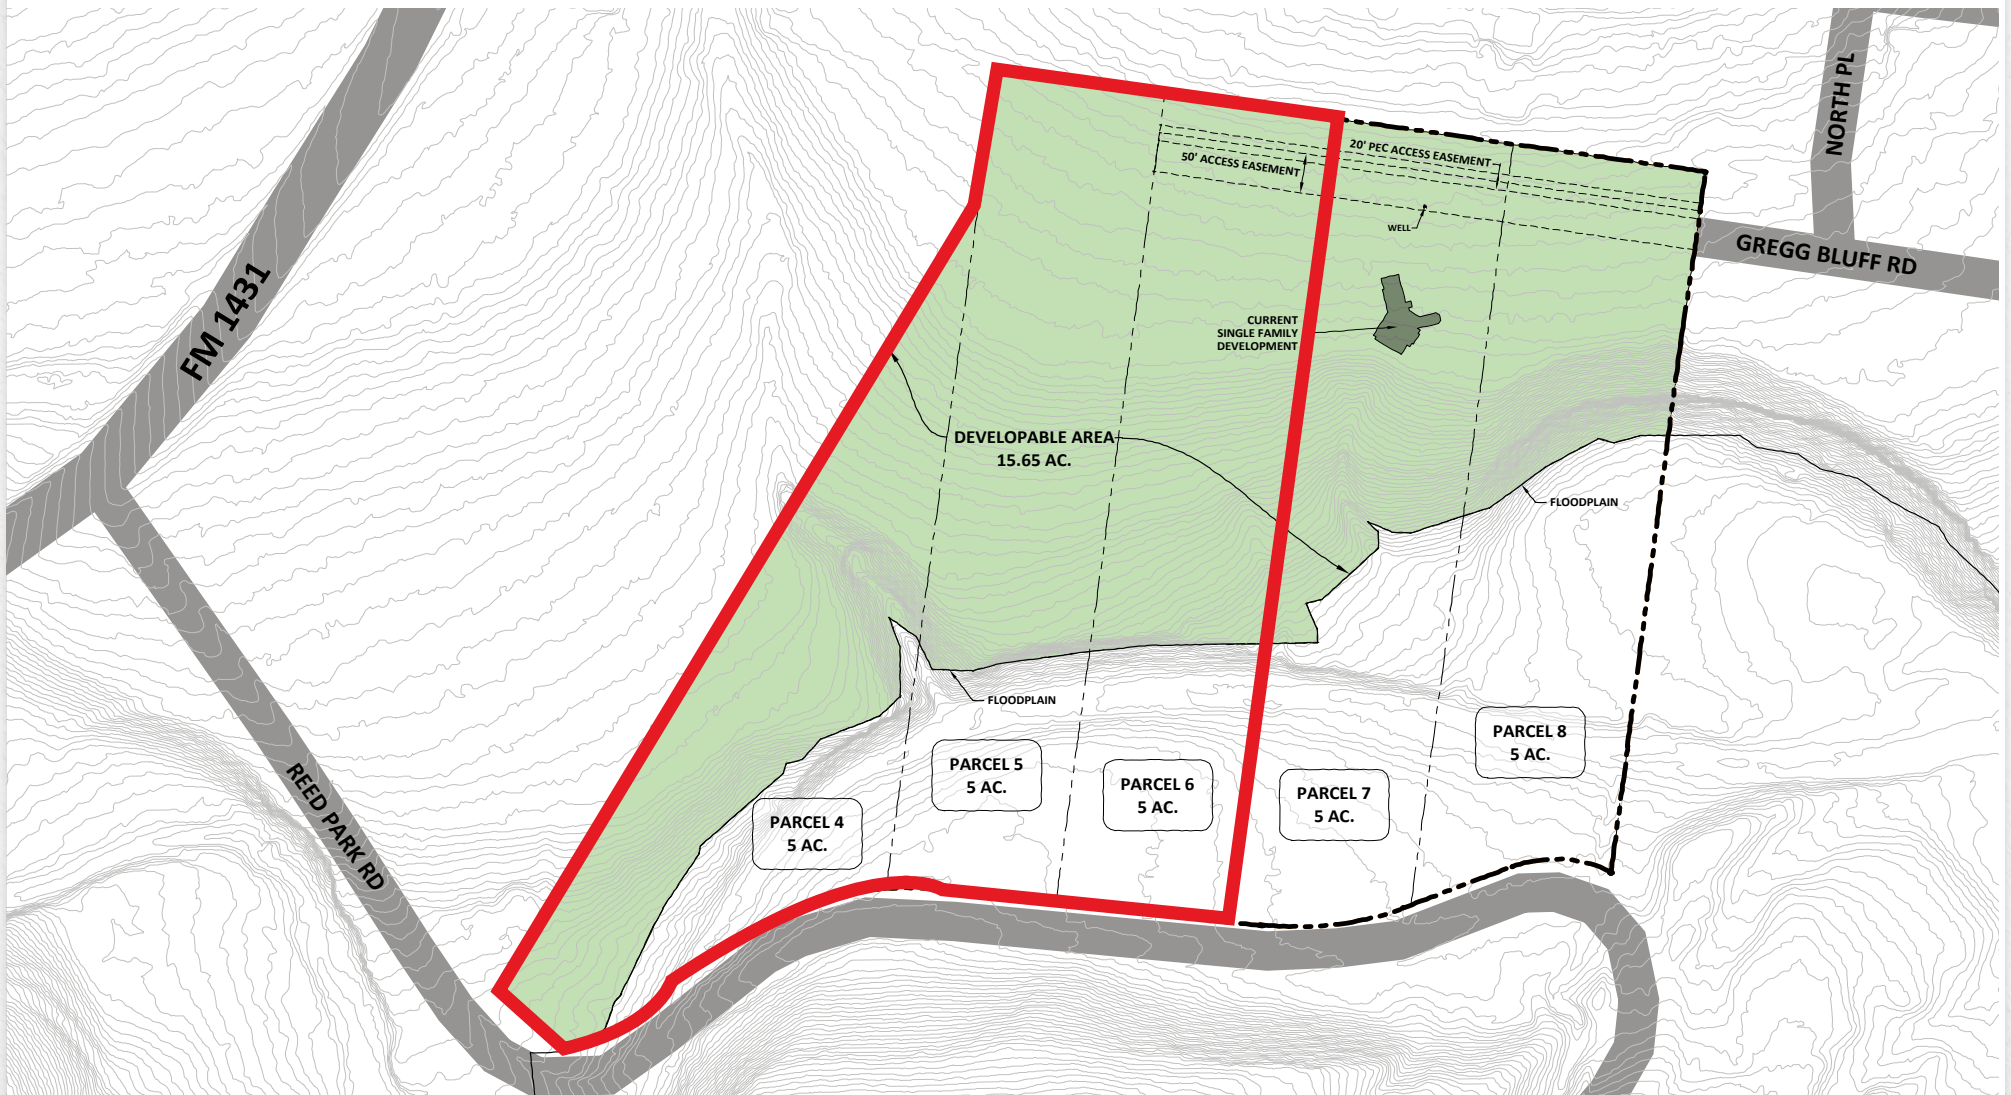 NORTH PL
20' PEC ACCESS EASEMENT
50' ACCESS EASEMENT
WELL
GREGG BLUFF RD
FM 1431
CURRENT
SINGLE FAMILY
DEVELOPMENT
DEVELOPABLE AREA
15.65 AC.
FLOODPLAIN
FLOODPLAIN
PARCEL 8
5 AC.
PARCEL 5
5 AC.
PARCEL 6
5 AC.
PARCEL 7
5 AC.
PARCEL 4
5 AC.
REED PARK RD